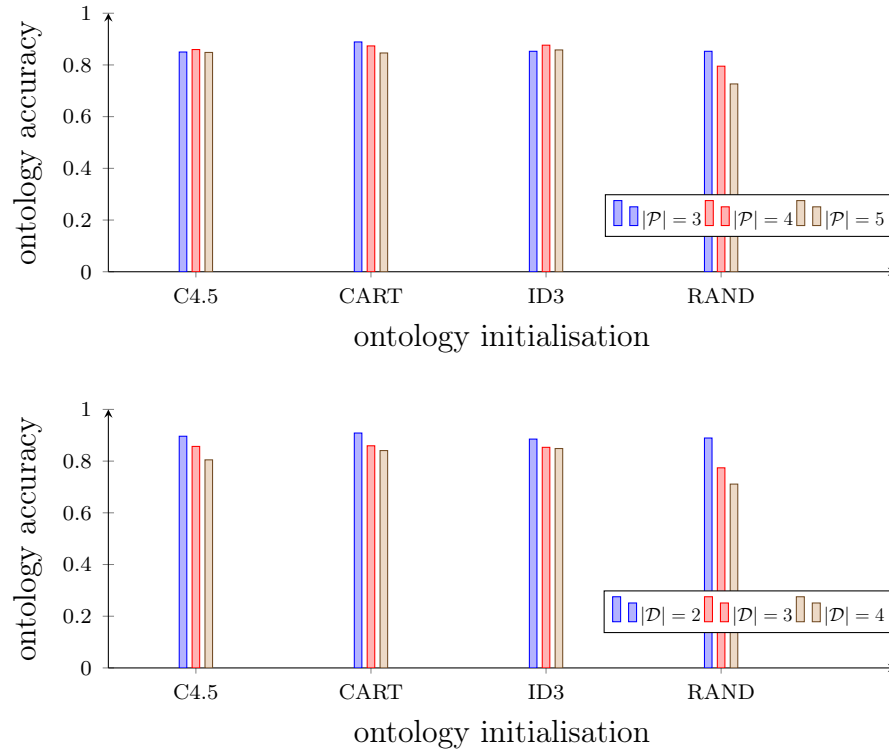 1
0.8
0.6
0.4
0.2
0
ontology accuracy
|𝒫| = 3 |𝒫| = 4 |𝒫| = 5
C4.5 CART ID3 RAND
ontology initialisation
1
0.8
0.6
0.4
0.2
0
ontology accuracy
|𝒟| = 2 |𝒟| = 3 |𝒟| = 4
C4.5 CART ID3 RAND
ontology initialisation